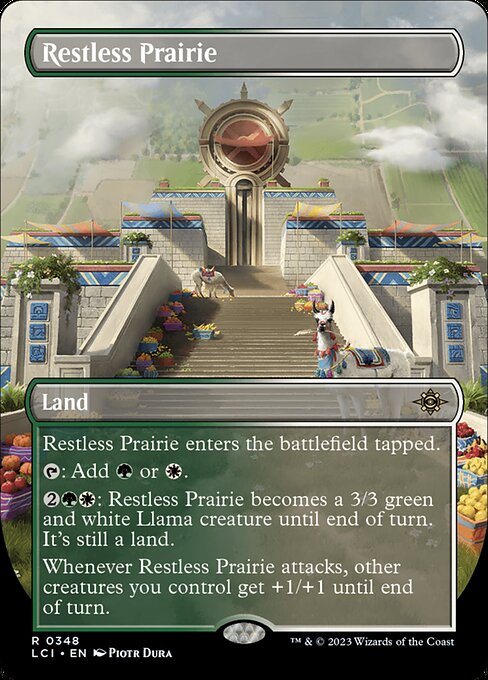 Restless Prairie
Land
Restless Prairie enters the battlefield tapped.
: Add or .
2: Restless Prairie becomes a 3/3 green
and white Llama creature until end of turn.
It's still a land.
Whenever Restless Prairie attacks, other
creatures you control get +1/+1 until end
of turn.
R 0348
LCI • EN Piotr Dura
™ & © 2023 Wizards of the Coast